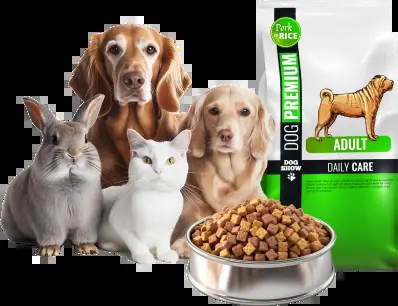 Pork
& RICE
DOG
PREMIUM
ADULT
DAILY CARE
DOG
SHOW